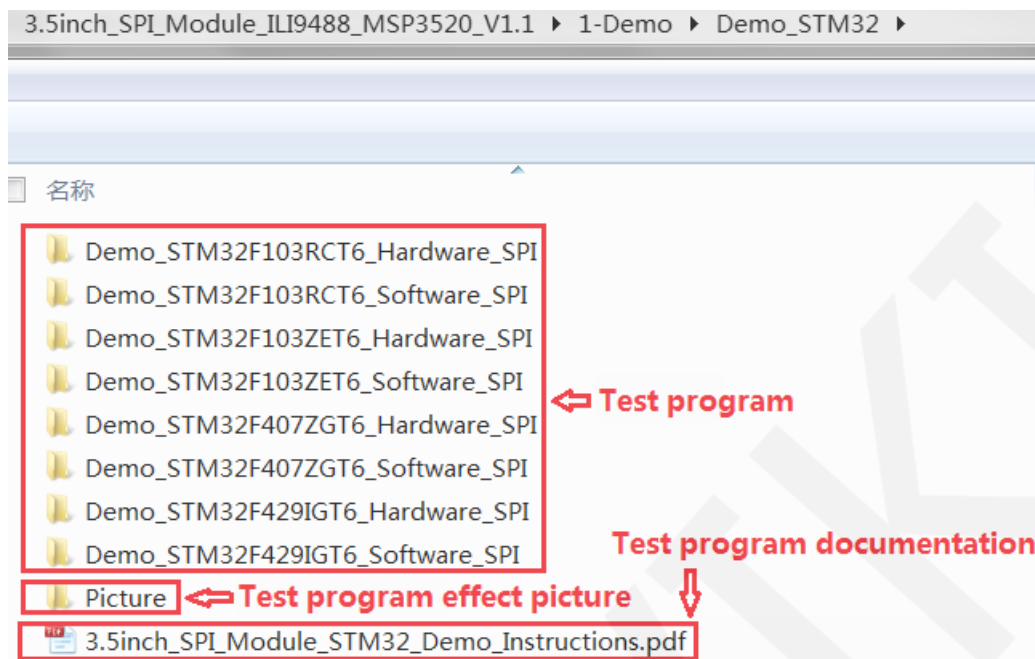 3.5inch_SPI_Module_ILI9488_MSP3520_V1.1 ▸ 1-Demo ▸ Demo_STM32 ▸
名称
Demo_STM32F103RCT6_Hardware_SPI
Demo_STM32F103RCT6_Software_SPI
Demo_STM32F103ZET6_Hardware_SPI
Demo_STM32F103ZET6_Software_SPI
Test program
Demo_STM32F407ZGT6_Hardware_SPI
Demo_STM32F407ZGT6_Software_SPI
Demo_STM32F429IGT6_Hardware_SPI
Demo_STM32F429IGT6_Software_SPI
Test program documentation
Picture
Test program effect picture
3.5inch_SPI_Module_STM32_Demo_Instructions.pdf